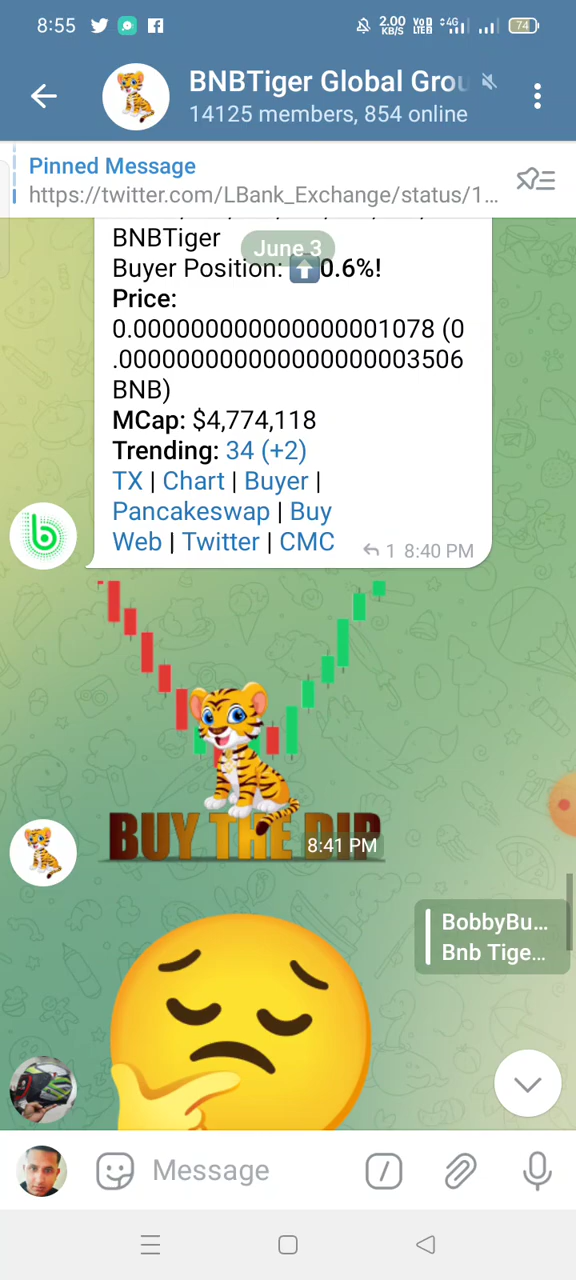 8:55
2.00 KB/S
4G
74
BNBTiger Global Grou
14125 members, 854 online
Pinned Message
https://twitter.com/LBank_Exchange/status/1...
BNBTiger
June 3
Buyer Position: ⬆️0.6%!
Price:
0.000000000000000001078 (0
.0000000000000000000003506
BNB)
MCap: $4,774,118
Trending: 34 (+2)
TX | Chart | Buyer |
Pancakeswap | Buy
Web | Twitter | CMC
1 8:40 PM
BUY THE DIP
8:41 PM
BobbyBu...
Bnb Tige...
Message